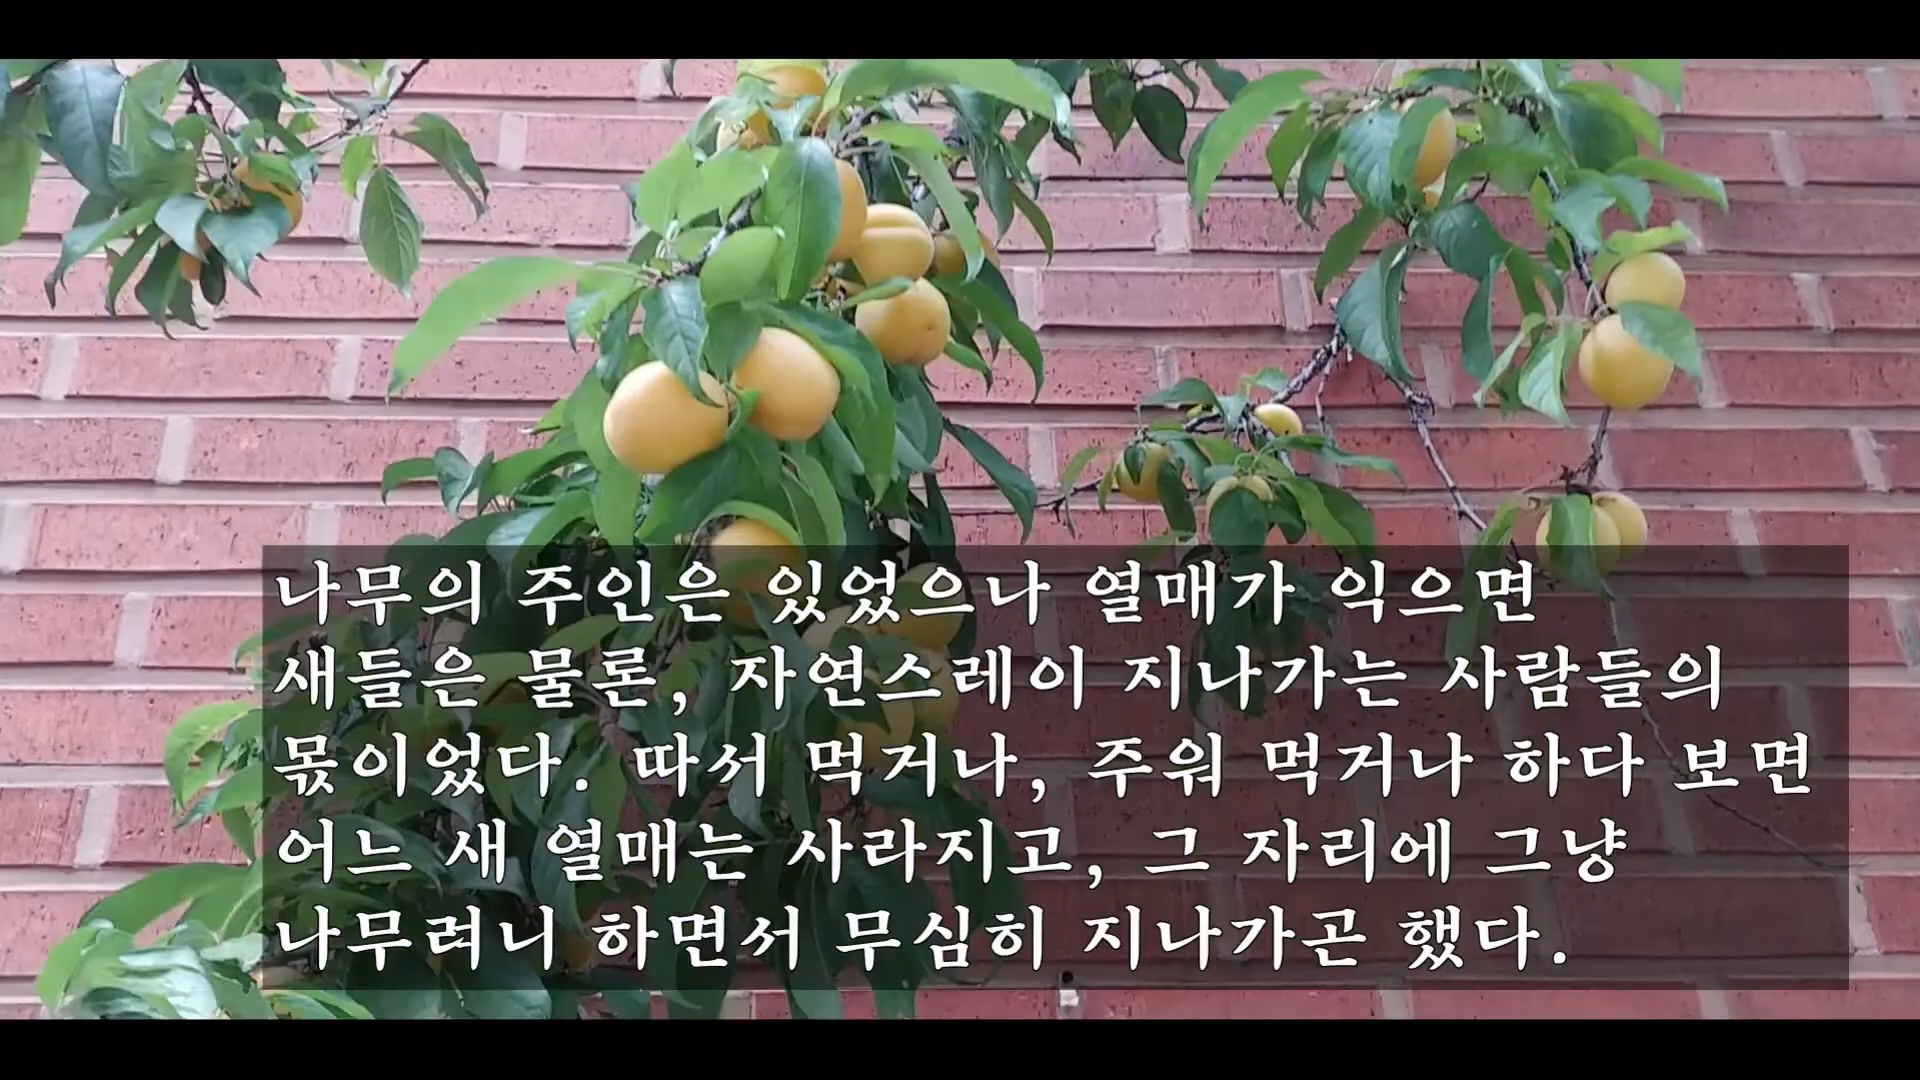 나무의 주인은 있었으나 열매가 익으면
새들은 물론, 자연스레이 지나가는 사람들의
몫이었다. 따서 먹거나, 주워 먹거나 하다 보면
어느 새 열매는 사라지고, 그 자리에 그냥
나무려니 하면서 무심히 지나가곤 했다.